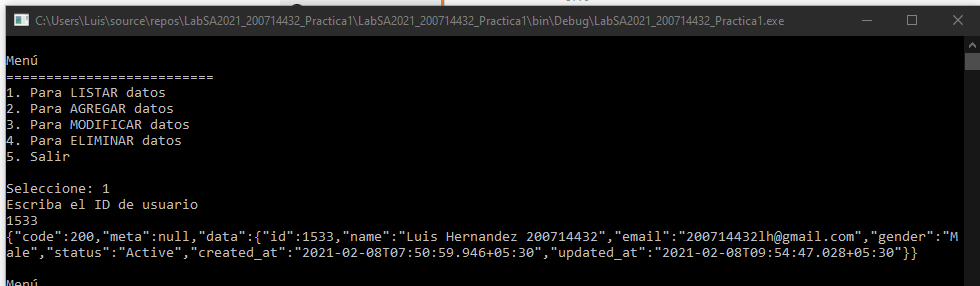 C:\Users\Luis\source\repos\LabSA2021_200714432_Practica1\LabSA2021_200714432_Practica1\bin\Debug\LabSA2021_200714432_Practica1.exe
Menú
==========================
1. Para LISTAR datos
2. Para AGREGAR datos
3. Para MODIFICAR datos
4. Para ELIMINAR datos
5. Salir
Seleccione: 1
Escriba el ID de usuario
1533
{"code":200,"meta":null,"data":{"id":1533,"name":"Luis Hernandez 200714432","email":"200714432lh@gmail.com","gender":"M
ale","status":"Active","created_at":"2021-02-08T07:50:59.946+05:30","updated_at":"2021-02-08T09:54:47.028+05:30"}}
Menú